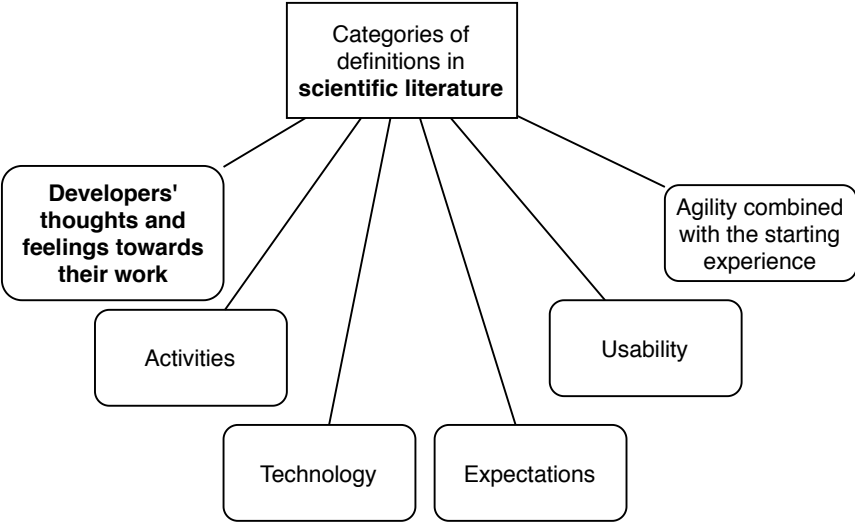 Categories of
definitions in
scientific literature
Developers'
thoughts and
feelings towards
their work
Agility combined
with the starting
experience
Activities
Usability
Technology
Expectations